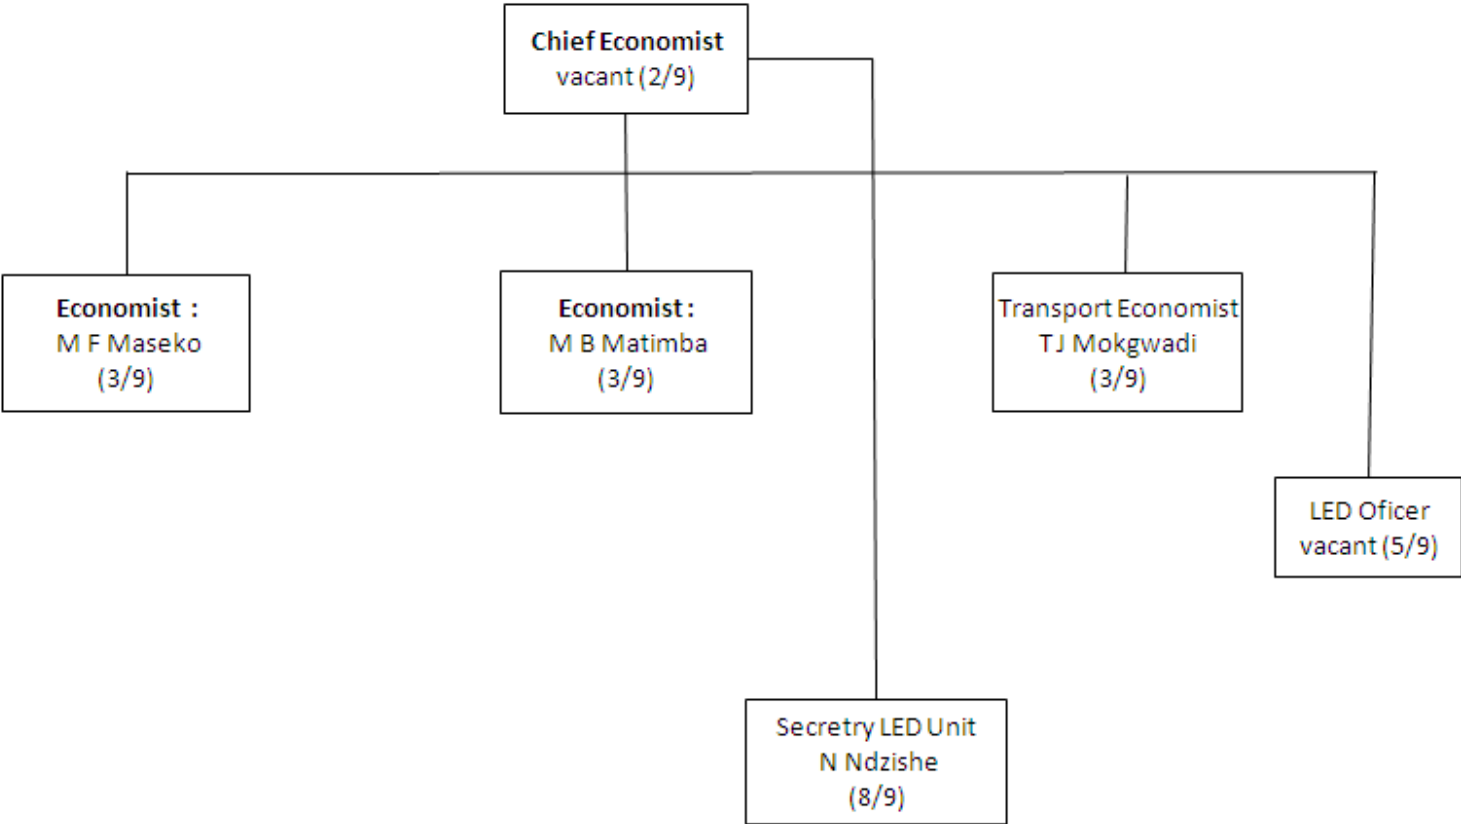 Chief Economist
vacant (2/9)
Economist :
M F Maseko
(3/9)
Economist :
M B Matimba
(3/9)
Transport Economist
TJ Mokgwadi
(3/9)
LED Oficer
vacant (5/9)
Secretry LED Unit
N Ndzishe
(8/9)